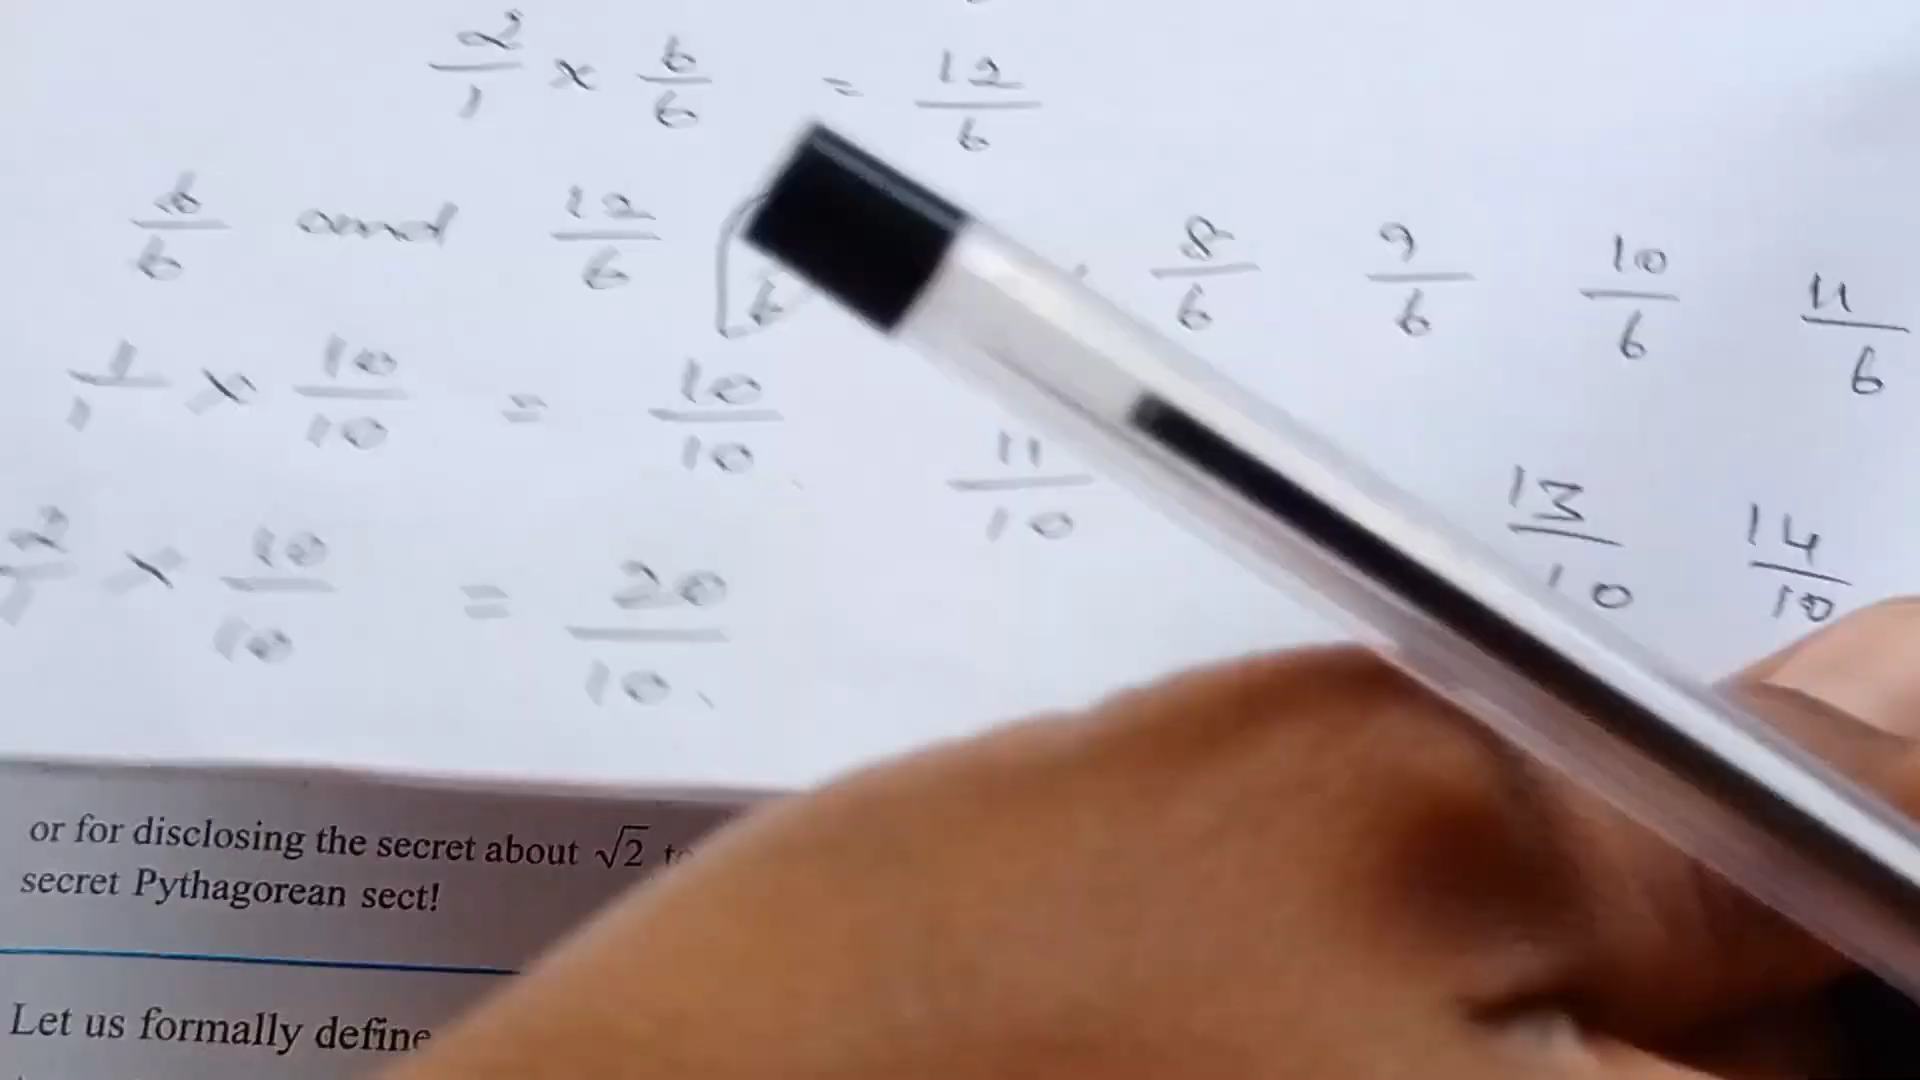 2/1 × 6/6 = 12/6
6/6 and 12/6 8/6 9/6 10/6 11/6
1/1 × 10/10 = 10/10 11/10 13/10 14/10
2/1 × 10/10 = 20/10.
or for disclosing the secret about √2
secret Pythagorean sect!
Let us formally define